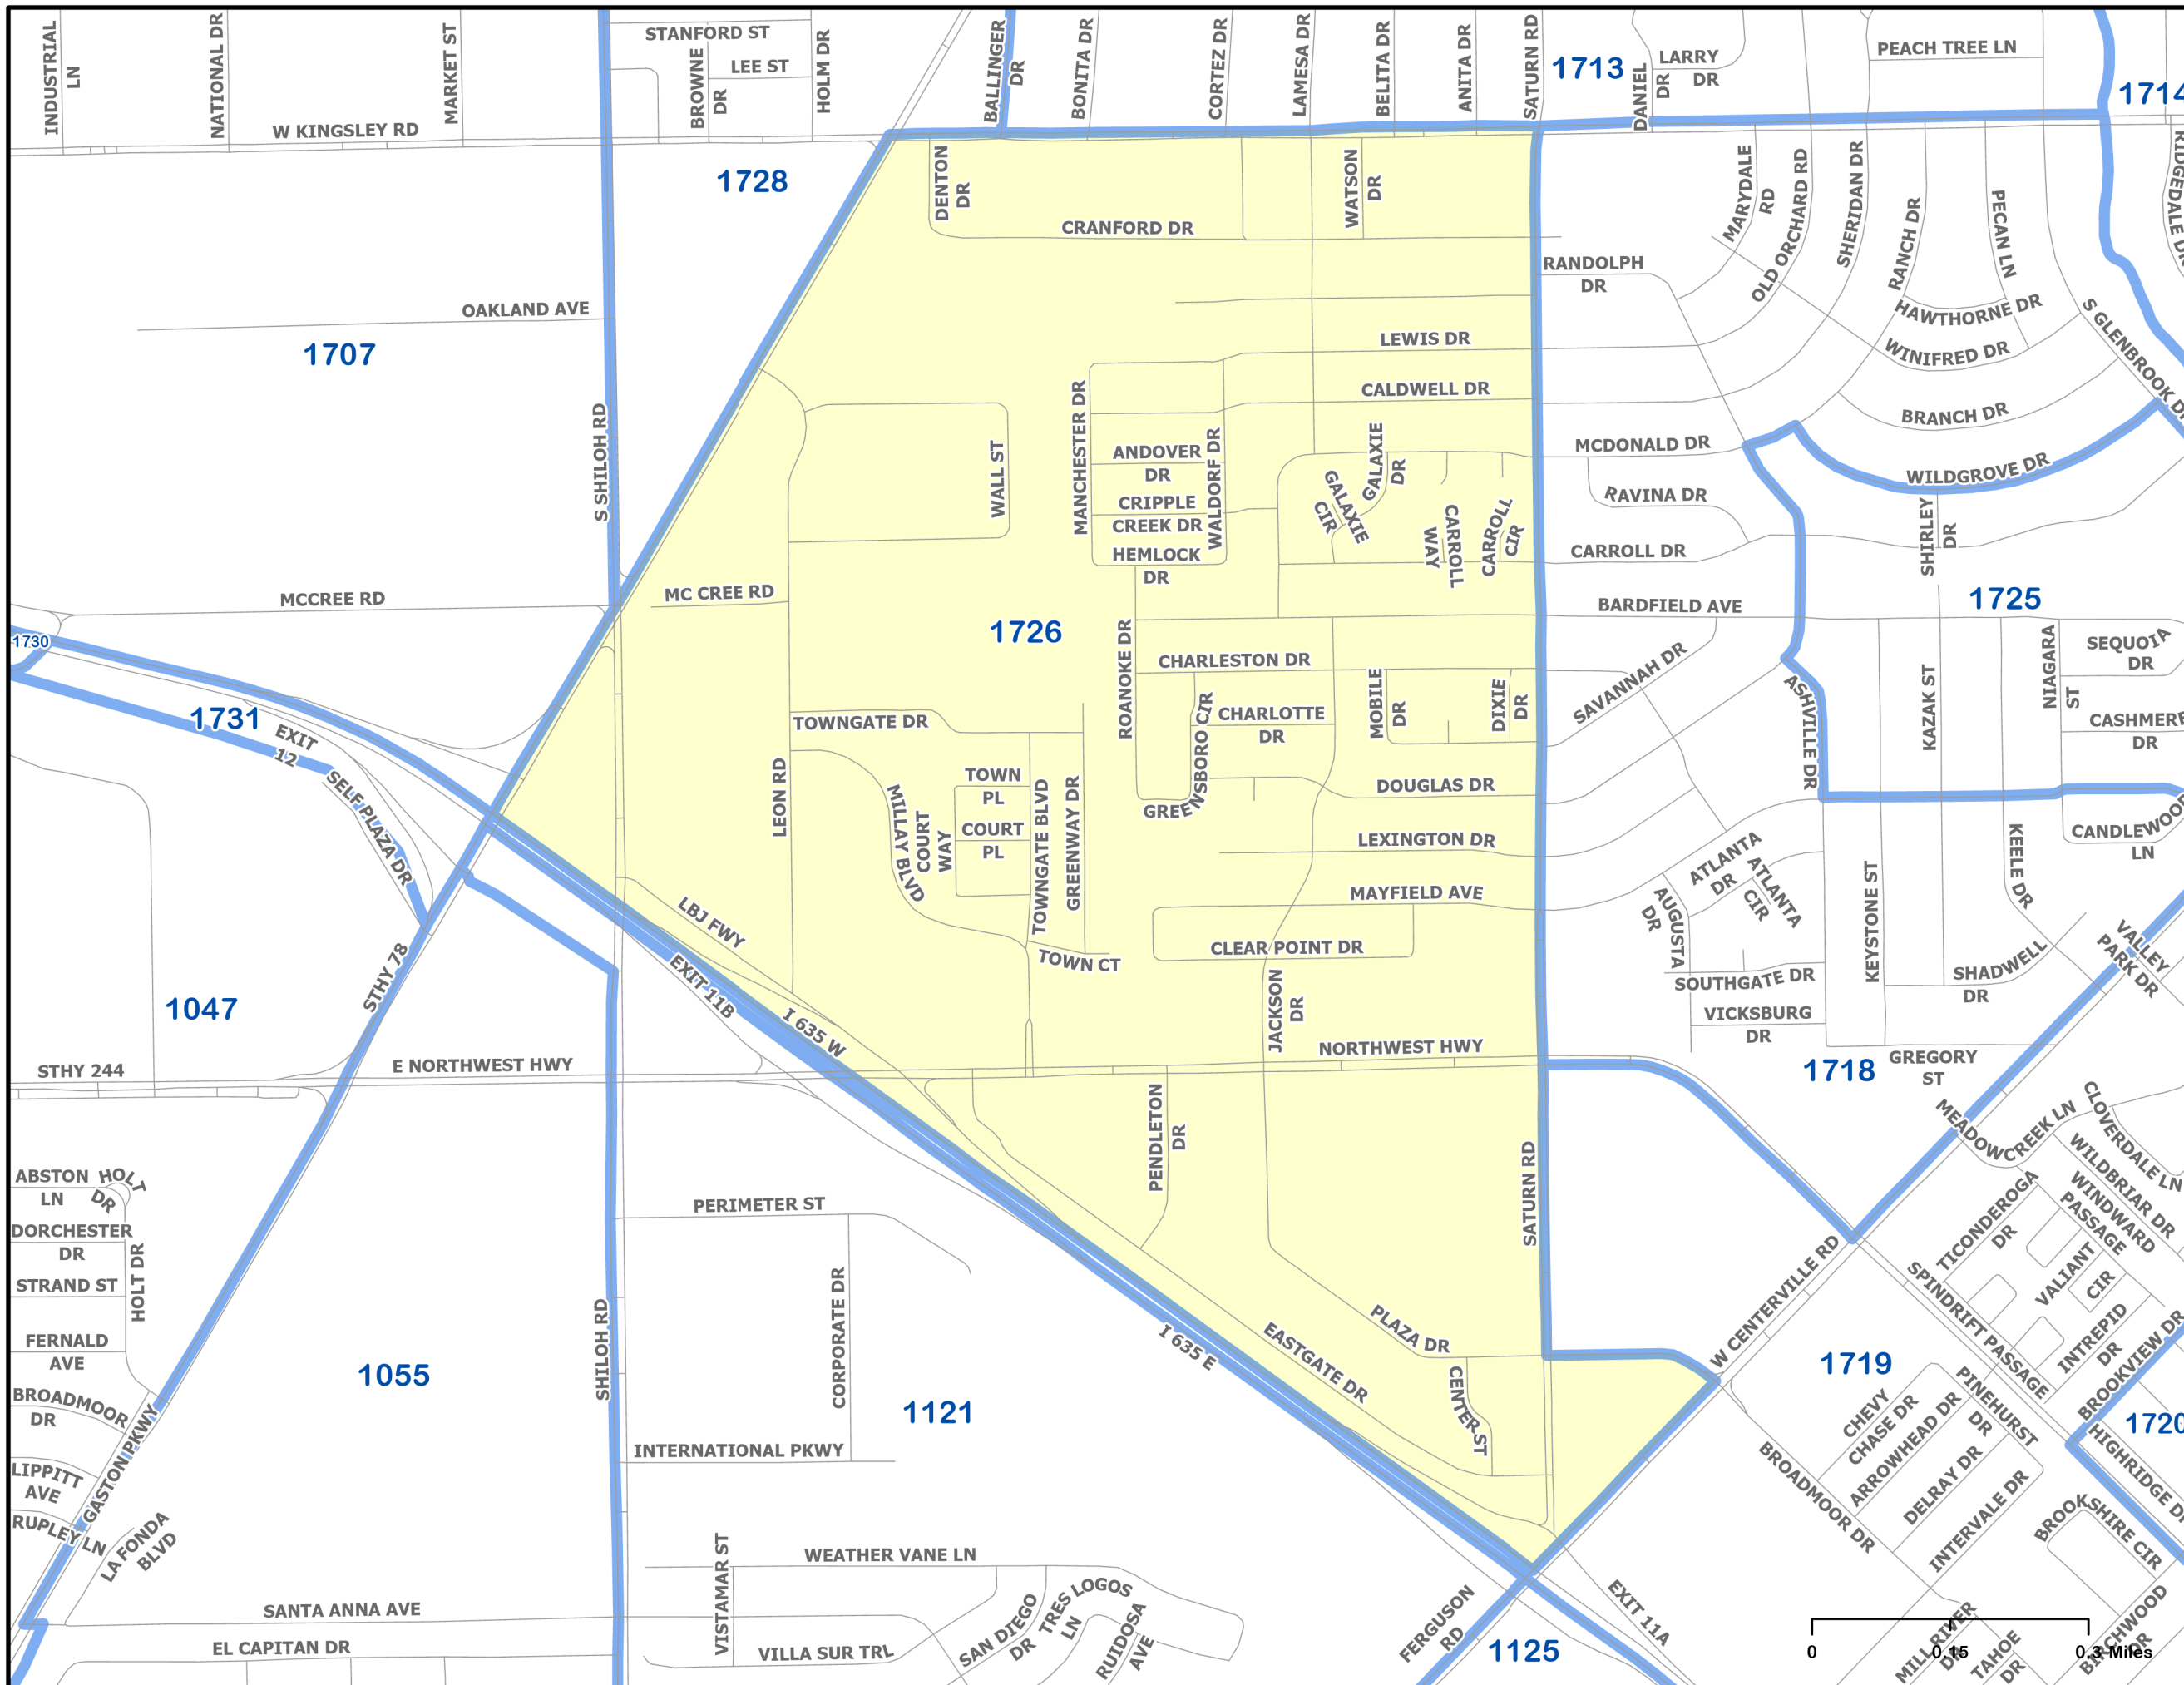 INDUSTRIAL
LN
NATIONAL DR
MARKET ST
STANFORD ST
BROWNE
DR
LEE ST
HOLM DR
BALLINGER
DR
BONITA DR
CORTEZ DR
LAMESA DR
BELITA DR
ANITA DR
SATURN RD
1713
DANIEL
DR
LARRY
DR
PEACH TREE LN
1714
W KINGSLEY RD
1728
DENTON
DR
WATSON
DR
CRANFORD DR
MARYDALE
RD
OLD ORCHARD RD
SHERIDAN DR
RANCH DR
PECAN LN
RIDGEDALE DR
RANDOLPH
DR
HAWTHORNE DR
WINIFRED DR
S GLENBROOK DR
OAKLAND AVE
1707
LEWIS DR
CALDWELL DR
BRANCH DR
S SHILOH RD
WALL ST
MANCHESTER DR
ANDOVER
DR
CRIPPLE
CREEK DR
WALDORF DR
HEMLOCK
DR
GALAXIE
DR
GALAXIE
CIR
CARROLL
WAY
CARROLL
CIR
MCDONALD DR
WILDGROVE DR
RAVINA DR
SHIRLEY
DR
CARROLL DR
MCCREE RD
MC CREE RD
1726
BARDFIELD AVE
1725
1730
1731
EXIT
12
SELF PLAZA DR
ROANOKE DR
CHARLESTON DR
GREENSBORO CIR
CHARLOTTE
DR
MOBILE
DR
DIXIE
DR
SAVANNAH DR
ASHVILLE DR
KAZAK ST
NIAGARA
ST
SEQUOIA
DR
CASHMERE
DR
TOWNGATE DR
LEON RD
MILLAY BLVD
COURT
WAY
TOWN
PL
COURT
PL
TOWNGATE BLVD
GREENWAY DR
DOUGLAS DR
LEXINGTON DR
MAYFIELD AVE
CLEAR POINT DR
TOWN CT
ATLANTA
DR
ATLANTA
CIR
AUGUSTA
DR
KEYSTONE ST
KEELE DR
CANDLEWOOD
LN
VALLEY
PARK DR
SHADWELL
DR
SOUTHGATE DR
VICKSBURG
DR
LBJ FWY
EXIT 11B
I 635 W
STHY 78
1047
STHY 244
E NORTHWEST HWY
JACKSON
DR
NORTHWEST HWY
1718
GREGORY
ST
MEADOWCREEK LN
CLOVERDALE LN
WILDBRIAR DR
WINDWARD
PASSAGE
TICONDEROGA
DR
VALIANT
CIR
INTREPID
DR
SPINDRIFT PASSAGE
BROOKVIEW DR
PENDLETON
DR
SATURN RD
ABSTON
LN
HOLT
DR
DORCHESTER
DR
STRAND ST
HOLT DR
FERNALD
AVE
BROADMOOR
DR
LIPPITT
AVE
RUPLEY LN
GASTON PKWY
LA FONDA
BLVD
1055
SHILOH RD
PERIMETER ST
CORPORATE DR
1121
INTERNATIONAL PKWY
I 635 E
EASTGATE DR
PLAZA DR
CENTER ST
W CENTERVILLE RD
1719
CHEVY
CHASE DR
ARROWHEAD DR
PINEHURST
DR
DELRAY DR
INTERVALE DR
BROADMOOR DR
1720
HIGHRIDGE DR
BROOKSHIRE CIR
BIRCHWOOD
DR
WEATHER VANE LN
VISTAMAR ST
SANTA ANNA AVE
EL CAPITAN DR
VILLA SUR TRL
SAN DIEGO
DR
TRES LOGOS
LN
RUIDOSA
AVE
FERGUSON
RD
1125
EXIT 11A
MILLRIVER
DR
TAHOE
DR
0
0.15
0.3 Miles